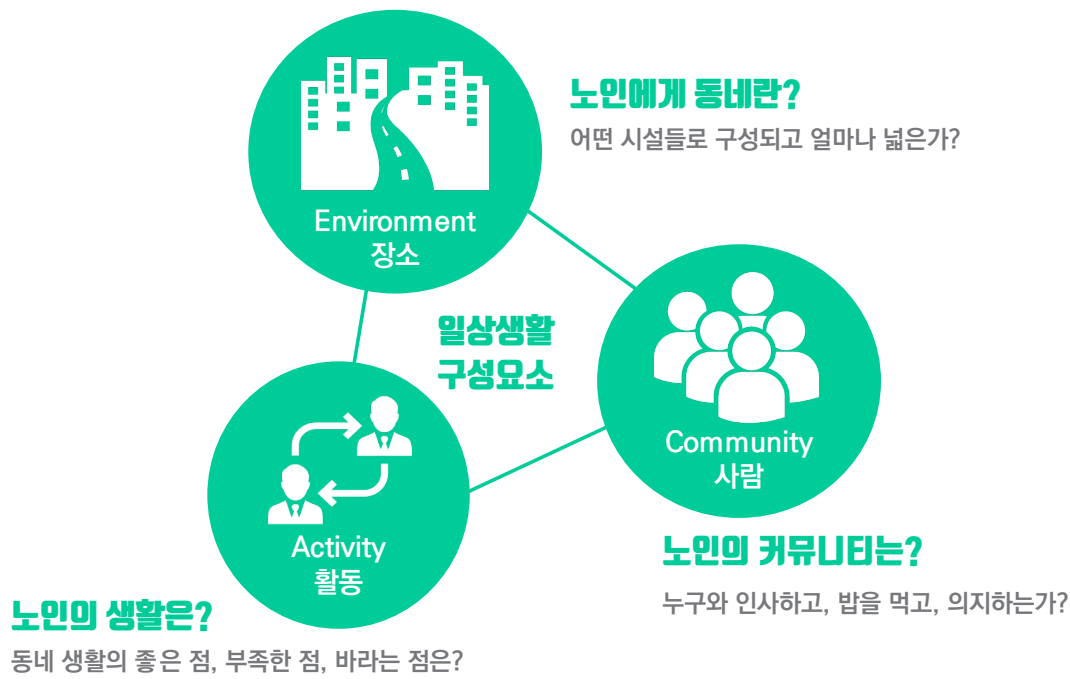 노인에게 동네란?
어떤 시설들로 구성되고 얼마나 넓은가?
Environment
장소
일상생활
구성요소
Community
사람
노인의 커뮤니티는?
누구와 인사하고, 밥을 먹고, 의지하는가?
Activity
활동
노인의 생활은?
동네 생활의 좋은 점, 부족한 점, 바라는 점은?